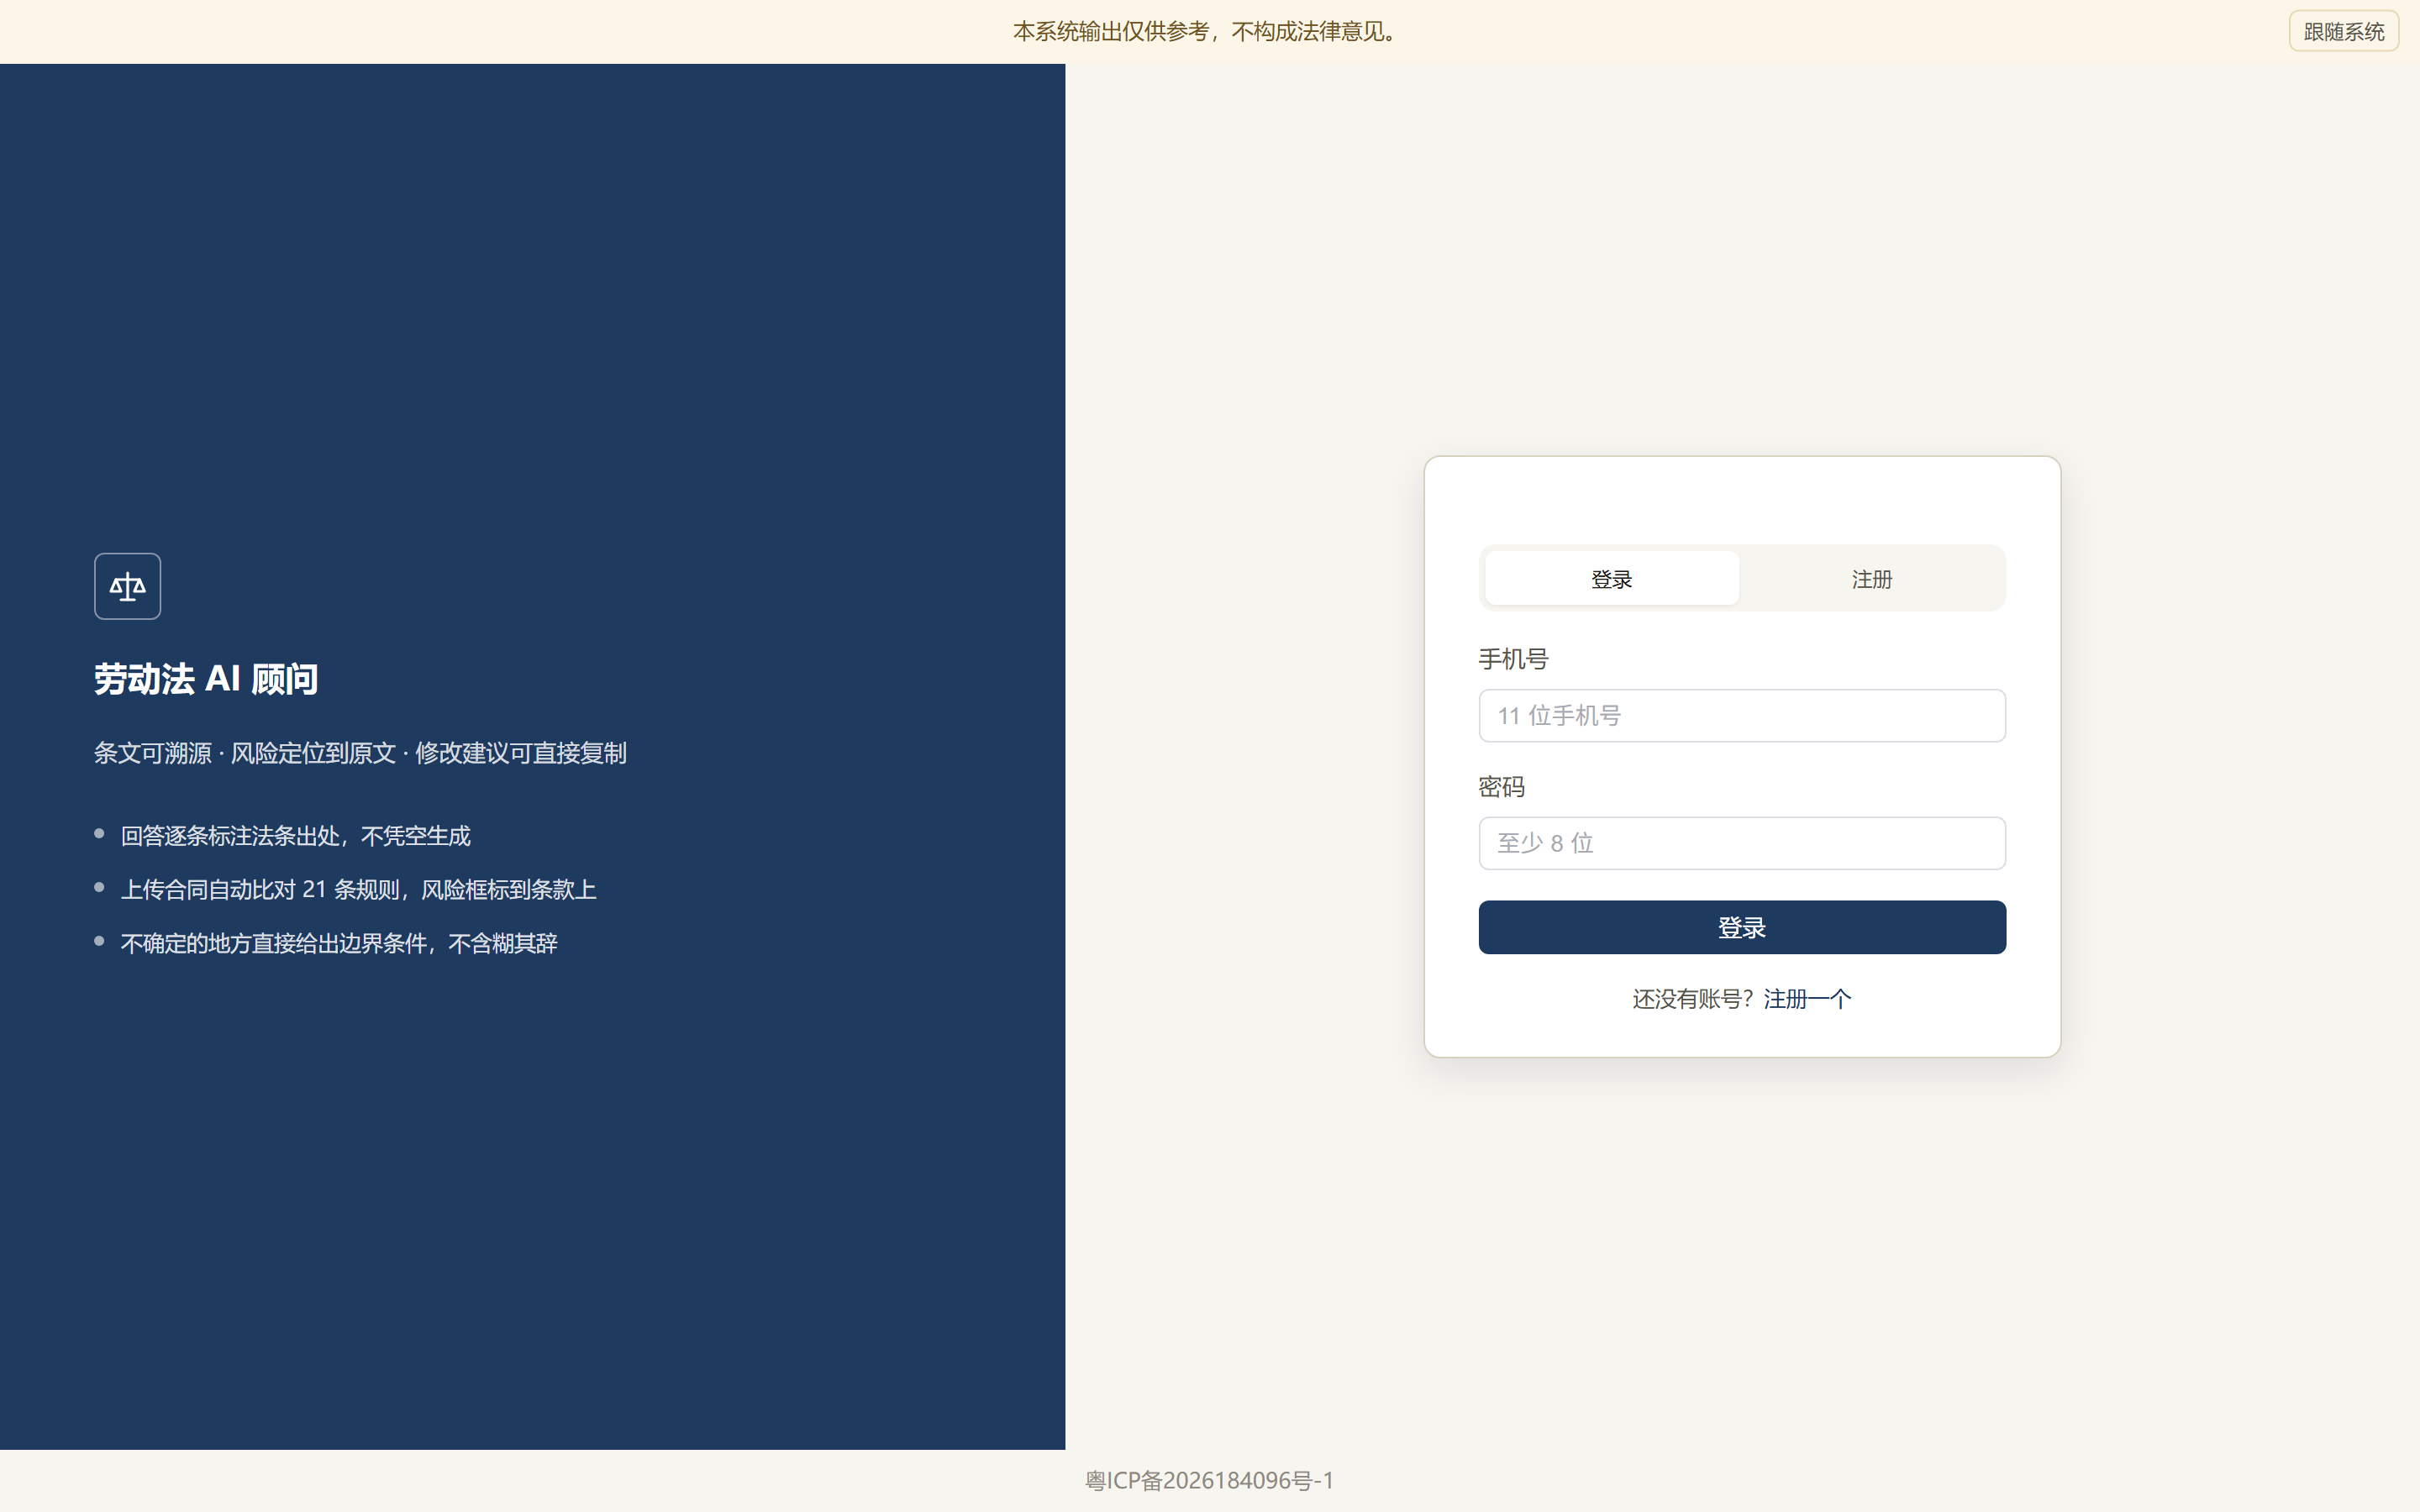 本系统输出仅供参考，不构成法律意见。
跟随系统
劳动法 AI 顾问
条文可溯源 · 风险定位到原文 · 修改建议可直接复制
回答逐条标注法条出处，不凭空生成
上传合同自动比对 21 条规则，风险框标到条款上
不确定的地方直接给出边界条件，不含糊其辞
登录
注册
手机号
11 位手机号
密码
至少 8 位
登录
还没有账号？注册一个
粤ICP备2026184096号-1